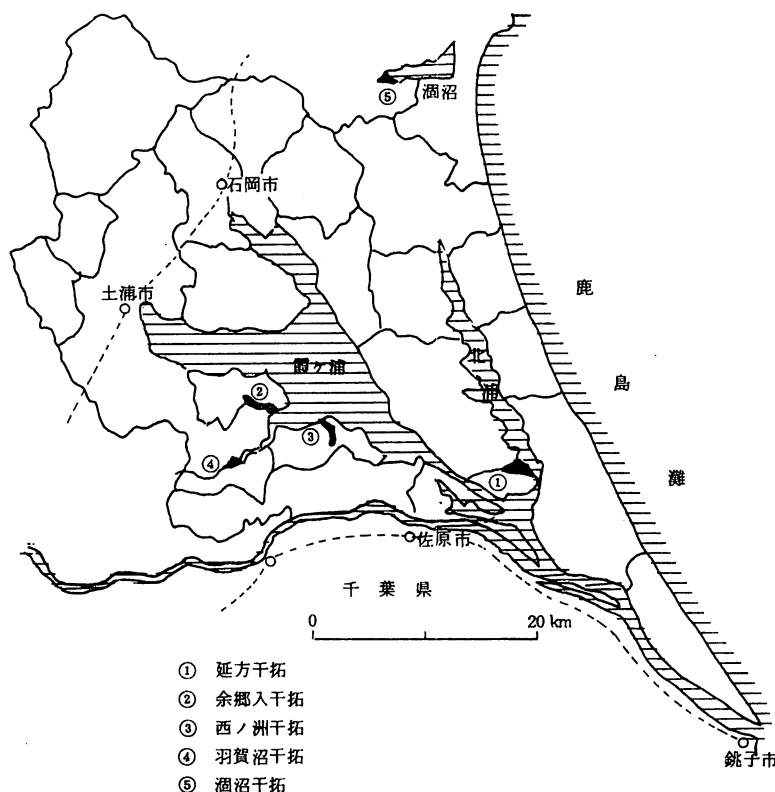 ⑤
涸沼
石岡市
土浦市
鹿
島
灘
霞ヶ浦
北
浦
②
③
④
①
佐原市
千葉県
0
20 km
銚子市
① 延方干拓
② 余郷入干拓
③ 西ノ洲干拓
④ 羽賀沼干拓
⑤ 涸沼干拓